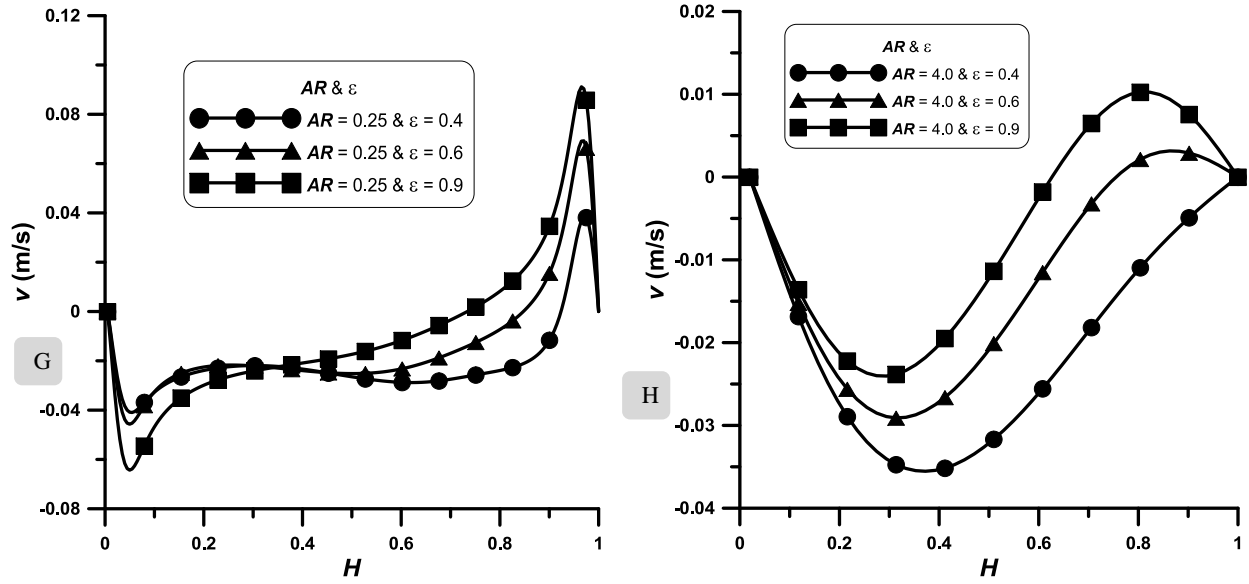 0.12
0.08
0.04
0
-0.04
-0.08
v (m/s)
AR & ε
AR = 0.25 & ε = 0.4
AR = 0.25 & ε = 0.6
AR = 0.25 & ε = 0.9
G
0 0.2 0.4 0.6 0.8 1
H
0.02
0.01
0
-0.01
-0.02
-0.03
-0.04
v (m/s)
AR & ε
AR = 4.0 & ε = 0.4
AR = 4.0 & ε = 0.6
AR = 4.0 & ε = 0.9
H
0 0.2 0.4 0.6 0.8 1
H